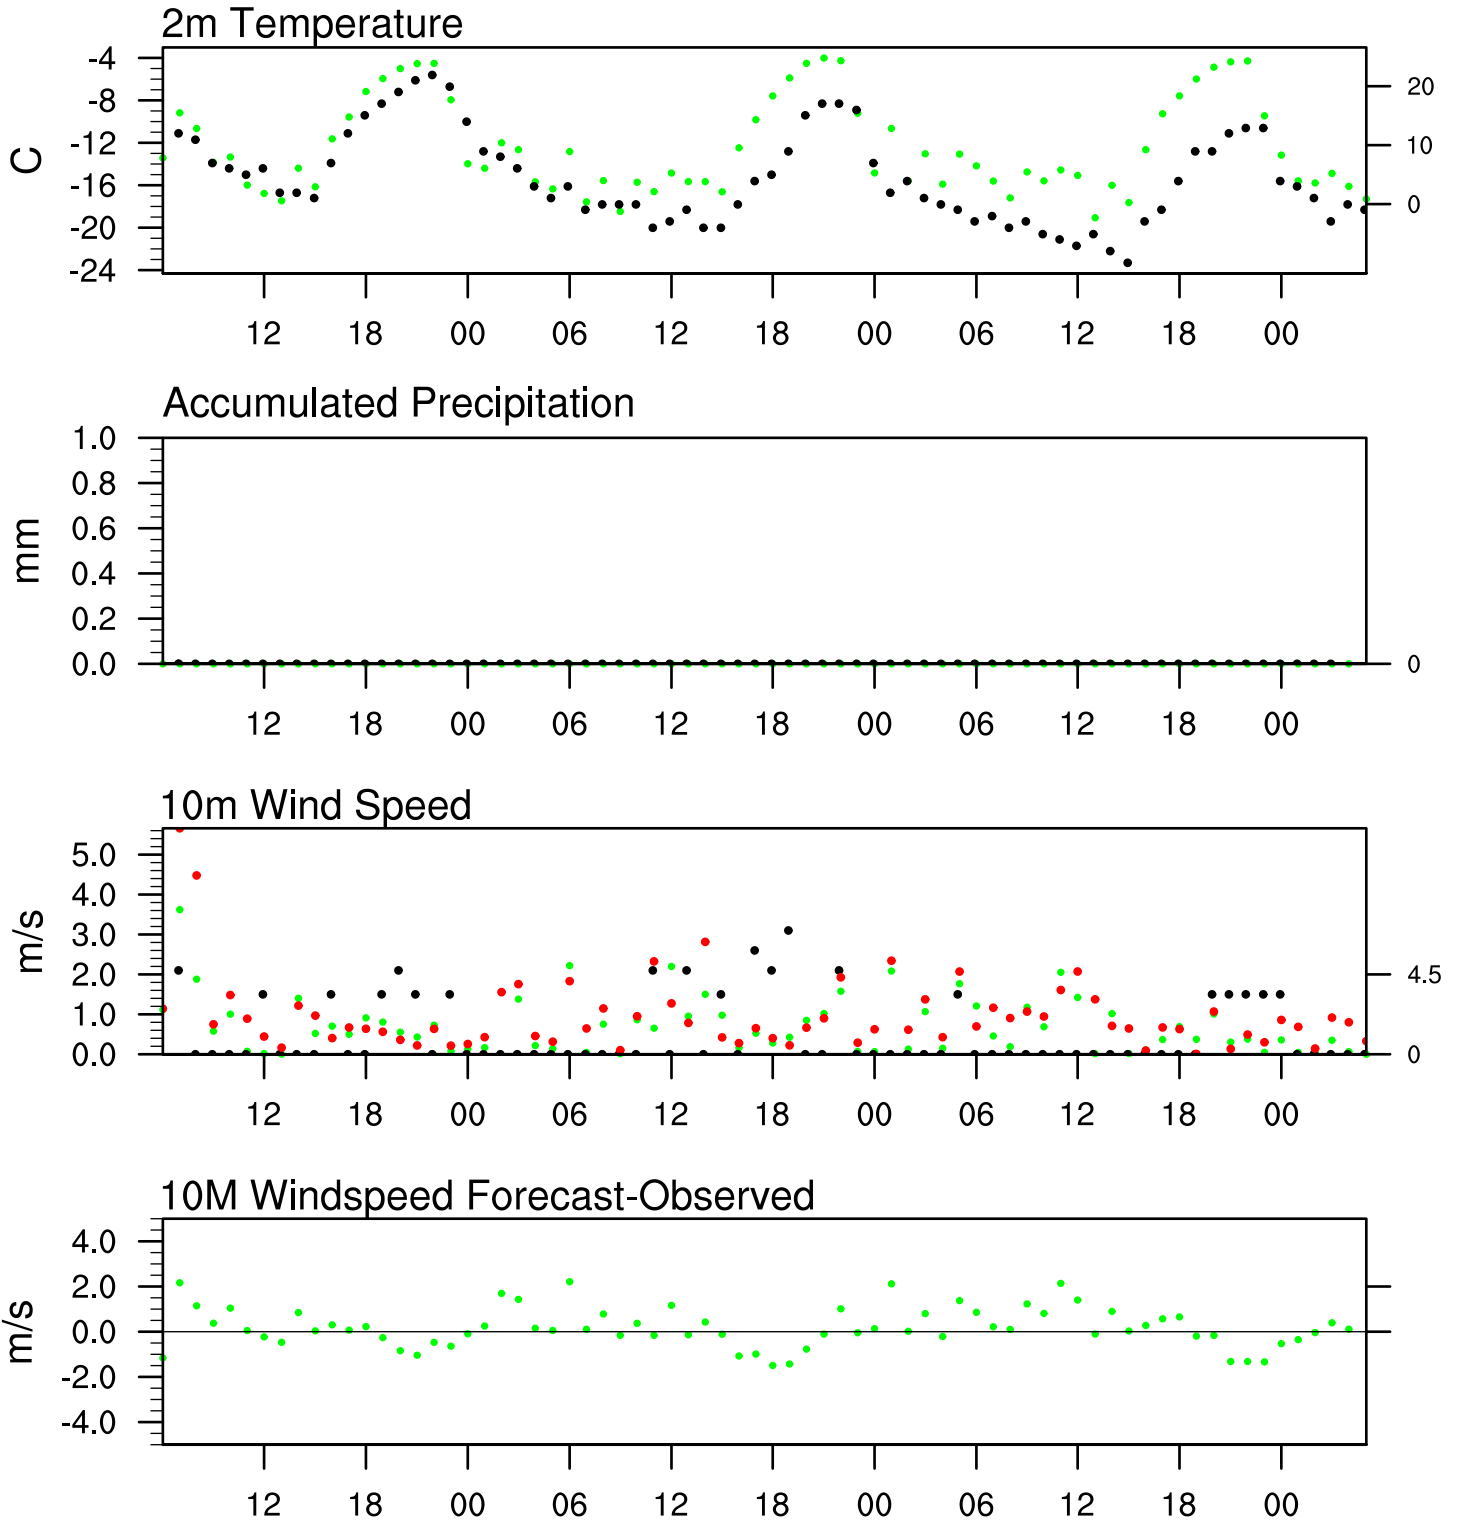 2m Temperature
-4
-8
-12
-16
-20
-24
C
20
10
0
12 18 00 06 12 18 00 06 12 18 00
Accumulated Precipitation
1.0
0.8
0.6
0.4
0.2
0.0
mm
0
12 18 00 06 12 18 00 06 12 18 00
10m Wind Speed
5.0
4.0
3.0
2.0
1.0
0.0
m/s
4.5
0
12 18 00 06 12 18 00 06 12 18 00
10M Windspeed Forecast-Observed
4.0
2.0
0.0
-2.0
-4.0
m/s
12 18 00 06 12 18 00 06 12 18 00